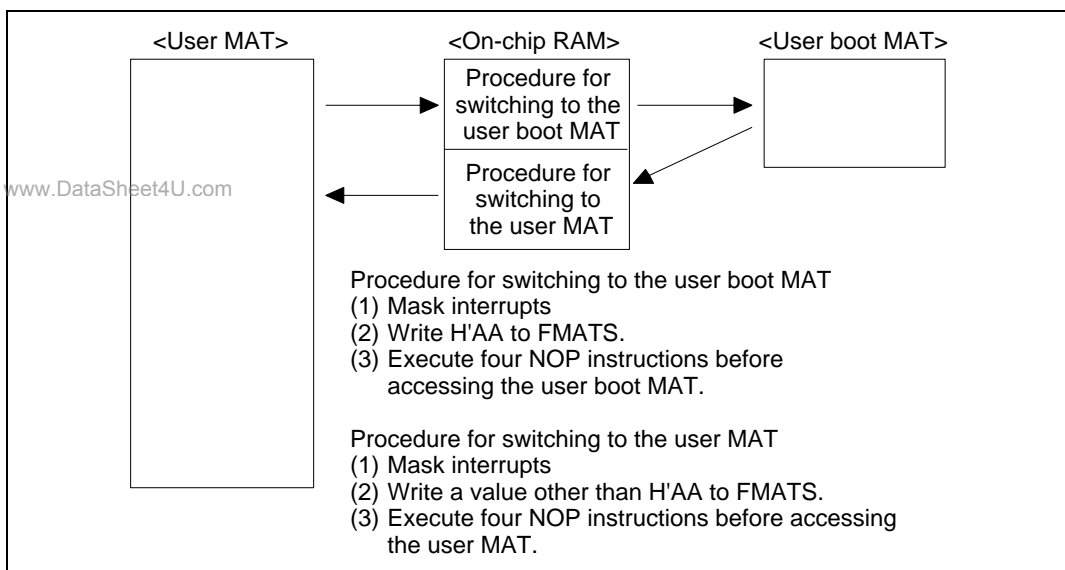 <User MAT>
<On-chip RAM>
<User boot MAT>
Procedure for
switching to the
user boot MAT
Procedure for
switching to
the user MAT
www.DataSheet4U.com
Procedure for switching to the user boot MAT
(1) Mask interrupts
(2) Write H'AA to FMATS.
(3) Execute four NOP instructions before
accessing the user boot MAT.
Procedure for switching to the user MAT
(1) Mask interrupts
(2) Write a value other than H'AA to FMATS.
(3) Execute four NOP instructions before accessing
the user MAT.